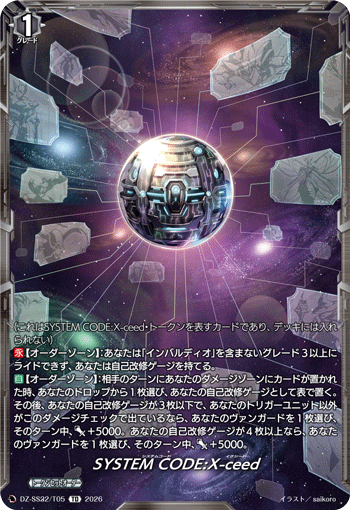 1
グレード
(これはSYSTEM CODE:X-ceed・トークンを表すカードであり、デッキには入れ
られない)
永【オーダーゾーン】:あなたは「インバルディオ」を含まないグレード3以上に
ライドできず、あなたは自己改修ゲージを持てる。
自【オーダーゾーン】:相手のターンにあなたのダメージゾーンにカードが置かれ
た時、あなたのドロップから1枚選び、あなたの自己改修ゲージとして表で置く。
その後、あなたの自己改修ゲージが3枚以下で、あなたのトリガーユニット以外
がこのダメージチェックで出ているなら、あなたのヴァンガードを1枚選び、
そのターン中、+5000。あなたの自己改修ゲージが4枚以上なら、あなた
のヴァンガードを1枚選び、そのターン中、+5000。
システムコード イクシード
SYSTEM CODE:X-ceed
DZ-SS32/T05 TD 2026
イラスト/ saikoro